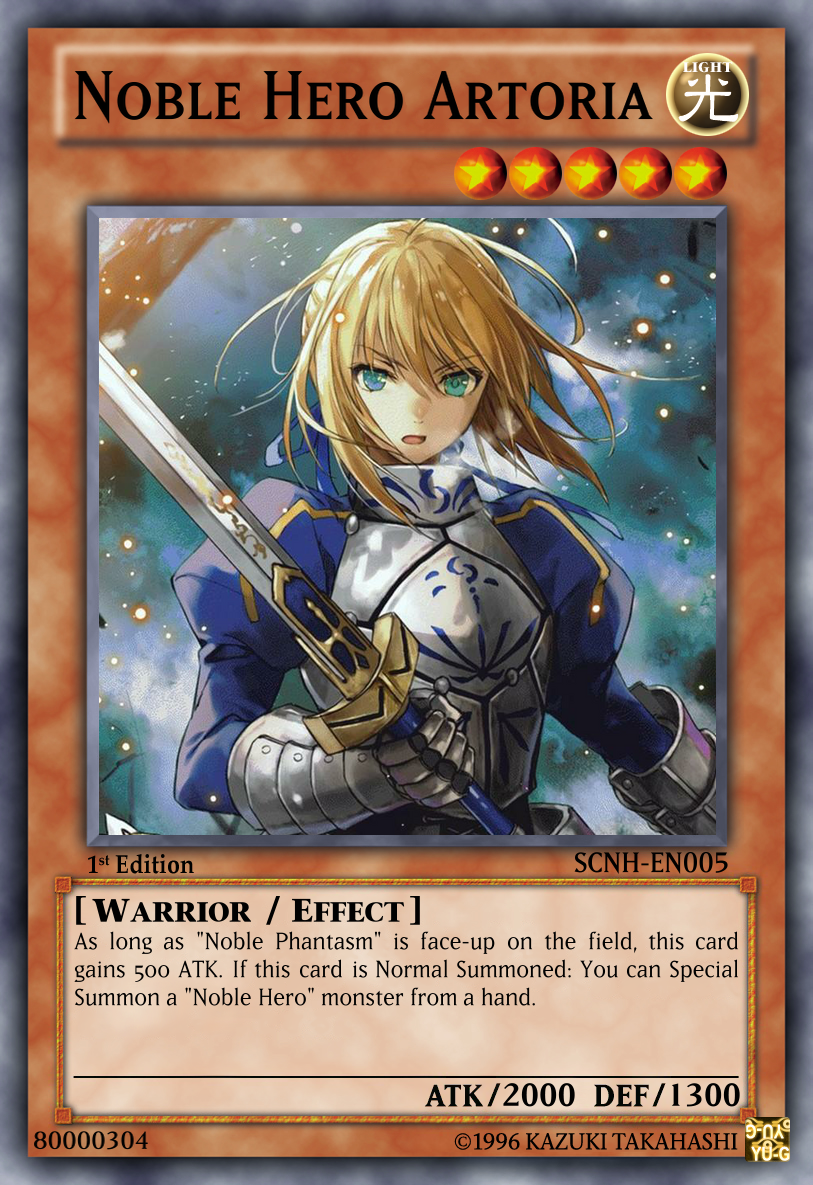 Noble Hero Artoria
LIGHT
光
1st Edition
SCNH-EN005
[ Warrior / Effect ]
As long as "Noble Phantasm" is face-up on the field, this card
gains 500 ATK. If this card is Normal Summoned: You can Special
Summon a "Noble Hero" monster from a hand.
ATK/2000 DEF/1300
80000304
©1996 KAZUKI TAKAHASHI